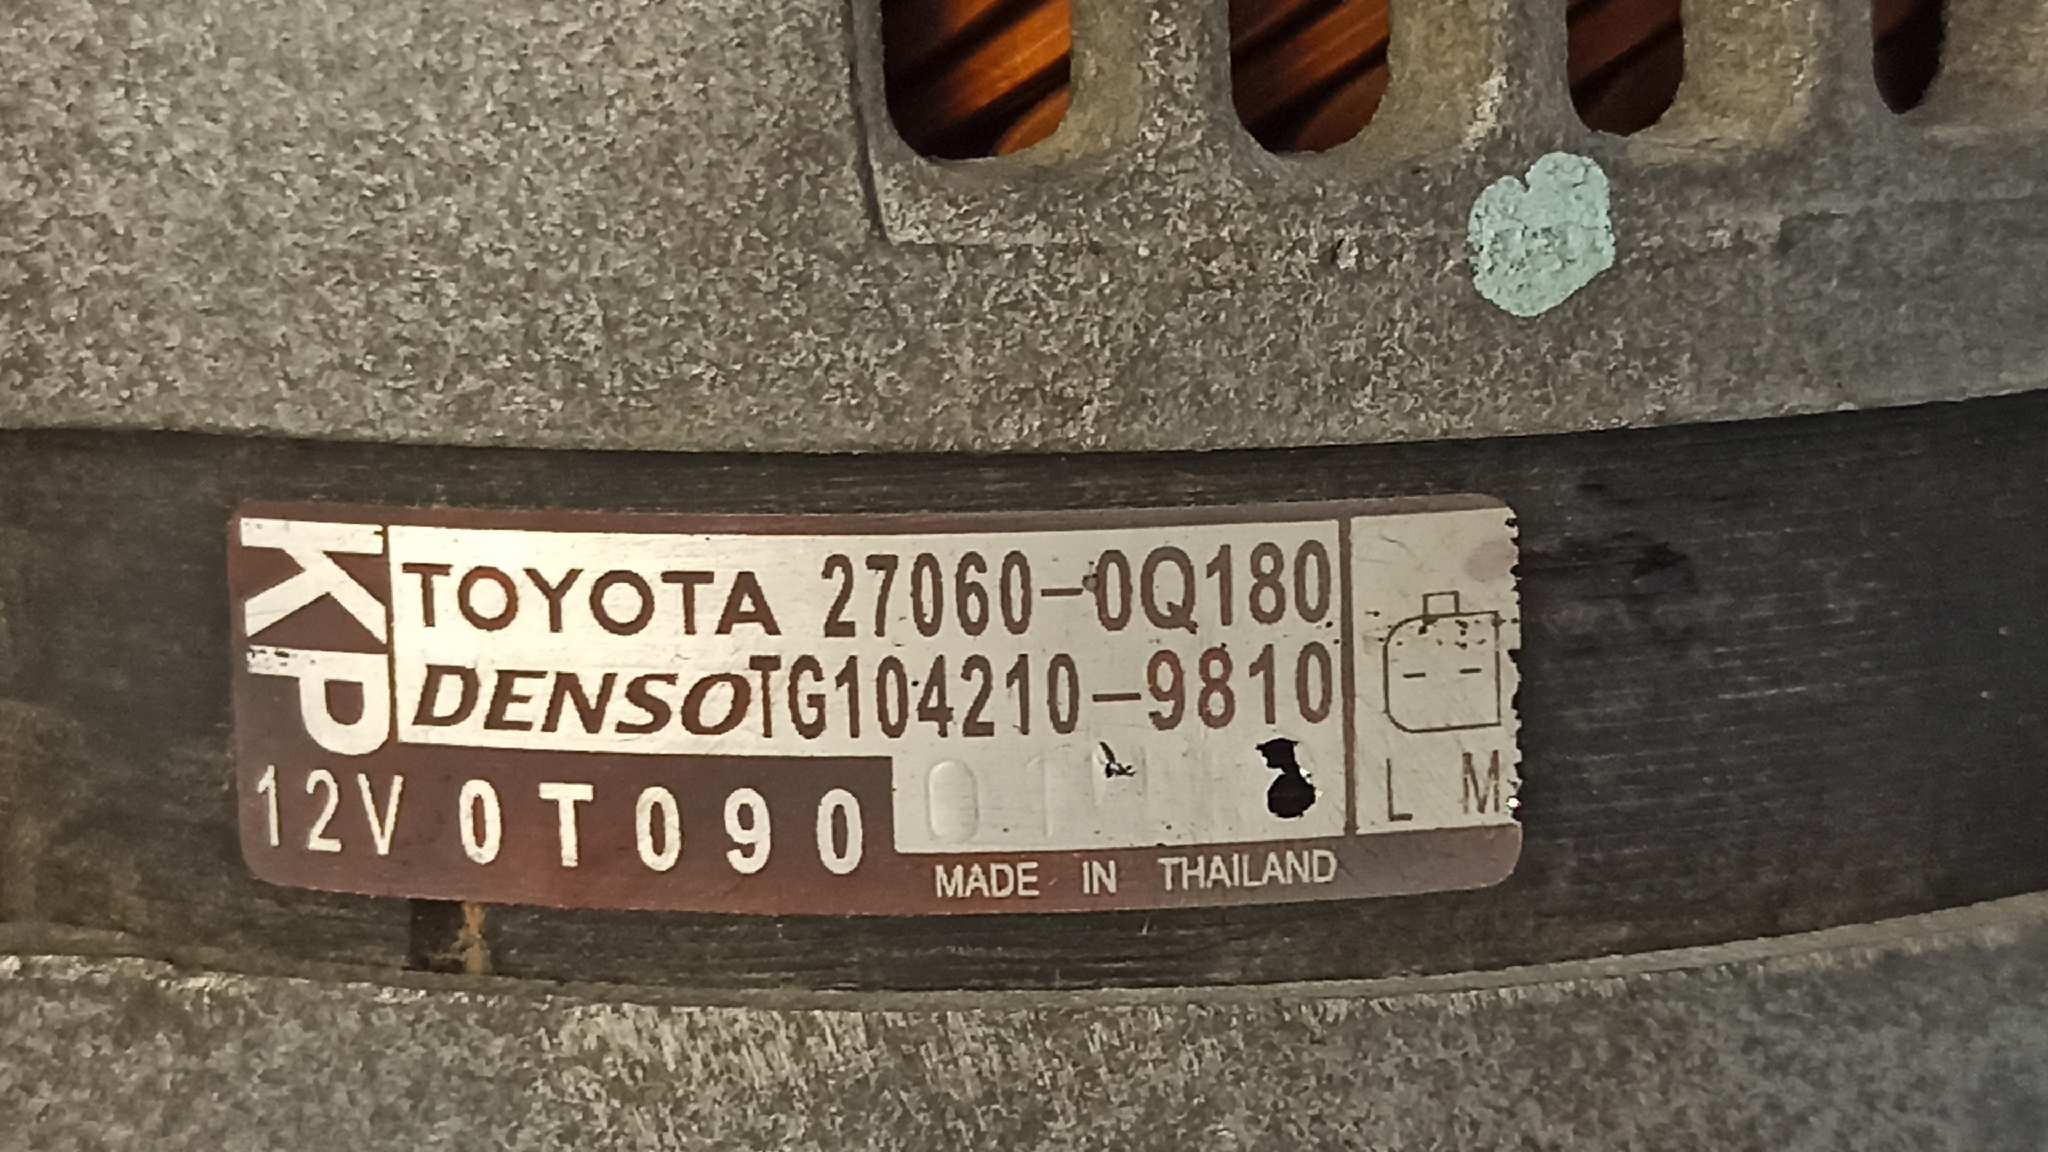 KP
TOYOTA 27060-0Q180
DENSO TG104210-9810
12V 0T090
MADE IN THAILAND
L M